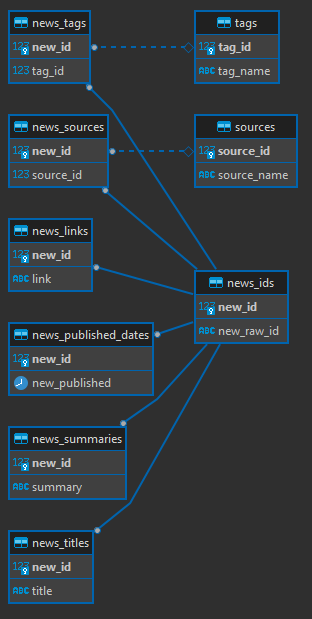 news_tags
123 new_id
123 tag_id
tags
123 tag_id
ABC tag_name
news_sources
123 new_id
123 source_id
sources
123 source_id
ABC source_name
news_links
123 new_id
ABC link
news_ids
123 new_id
ABC new_raw_id
news_published_dates
123 new_id
new_published
news_summaries
123 new_id
ABC summary
news_titles
123 new_id
ABC title